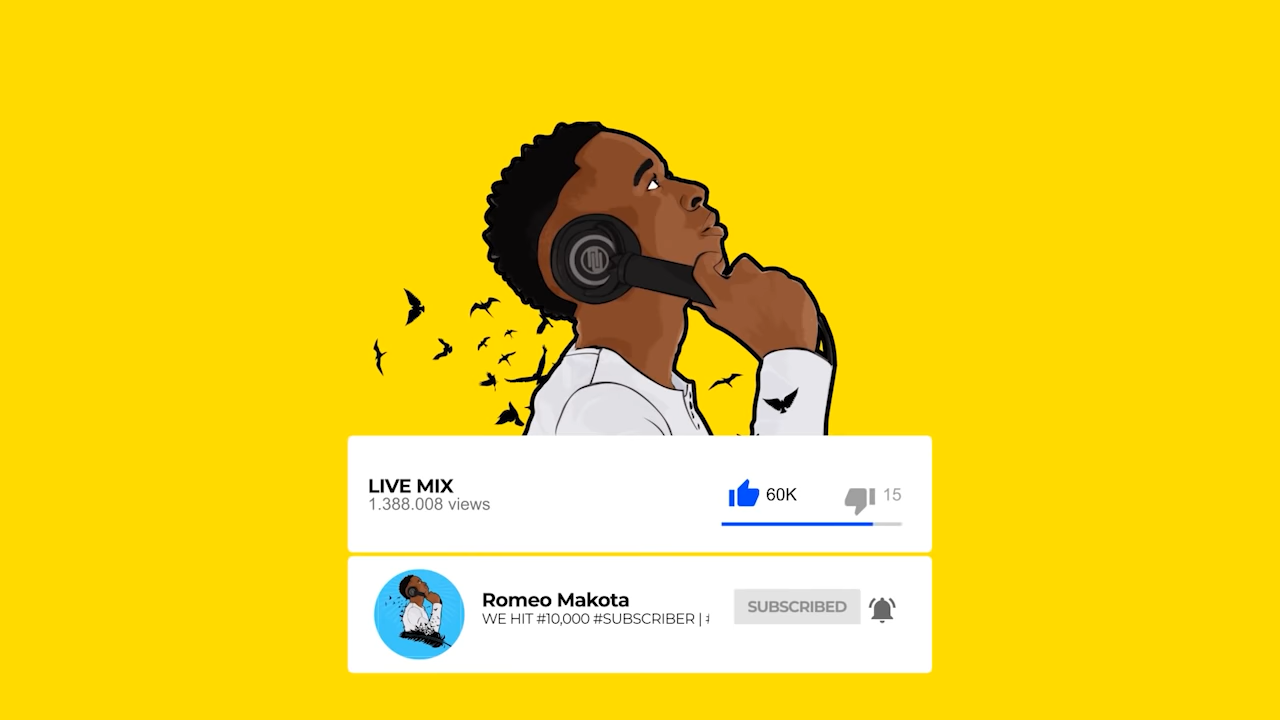 LIVE MIX
1.388.008 views
60K
15
Romeo Makota
WE HIT #10,000 #SUBSCRIBER |
SUBSCRIBED